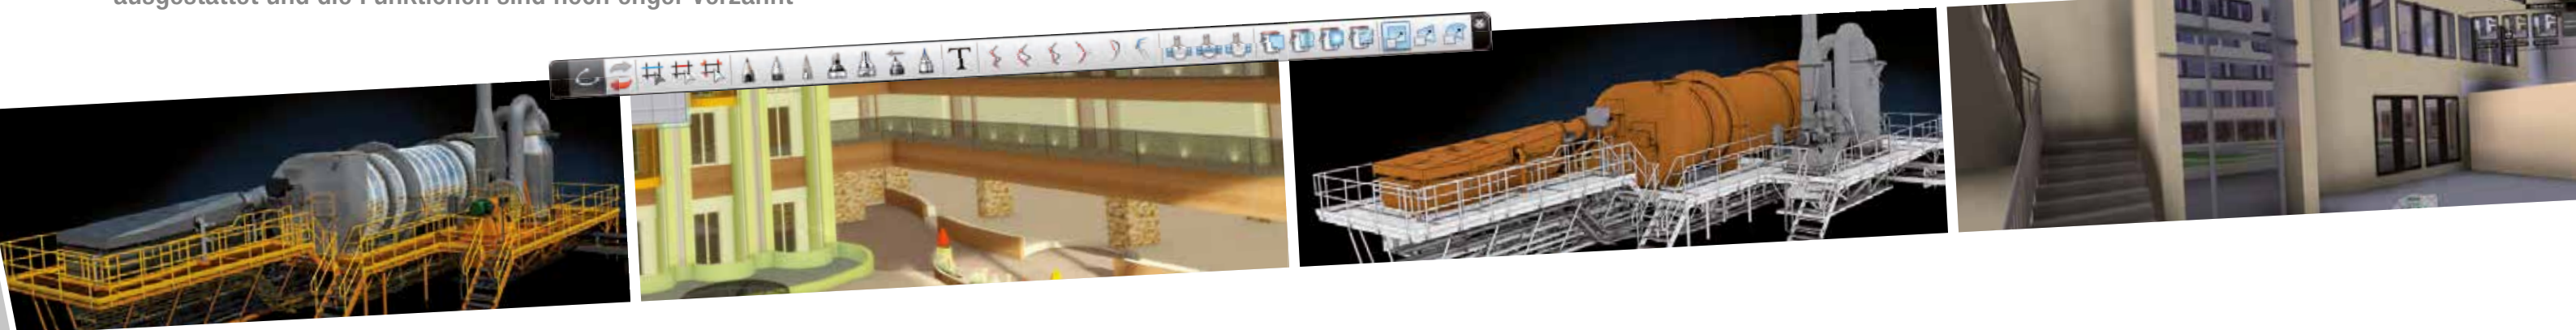 ausgestattet und die Funktionen sind noch enger verzahnt
T